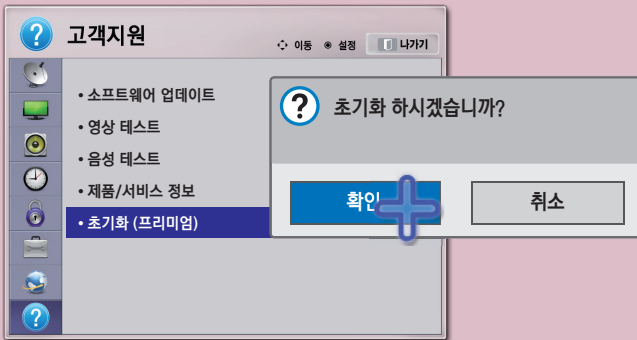 고객지원
이동 설정 나가기
• 소프트웨어 업데이트
• 영상 테스트
• 음성 테스트
• 제품/서비스 정보
• 초기화 (프리미엄)
초기화 하시겠습니까?
확인 취소